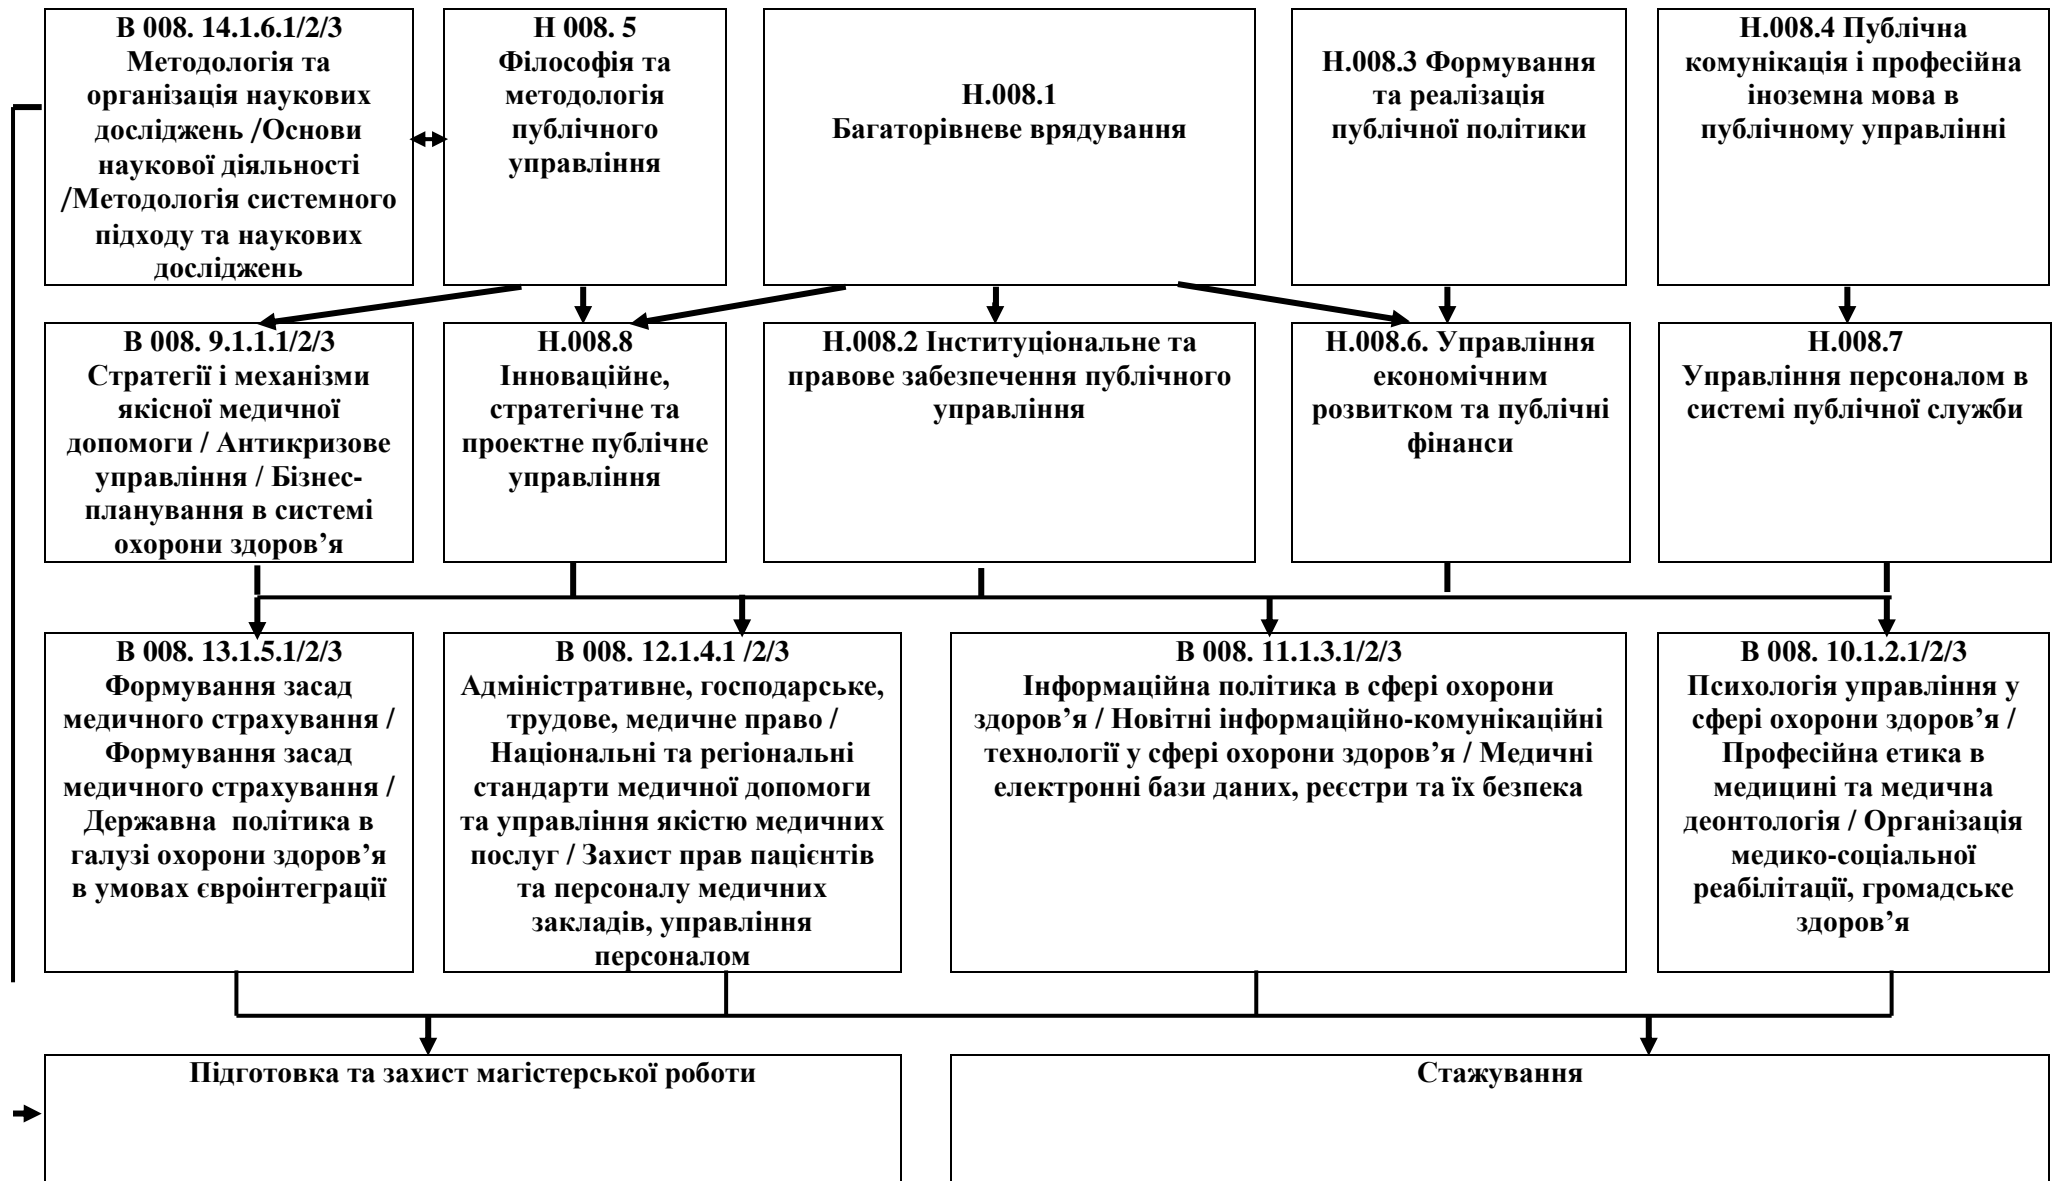 В 008. 14.1.6.1/2/3
Методологія та
організація наукових
досліджень /Основи
наукової діяльності
/Методологія системного
підходу та наукових
досліджень
Н 008. 5
Філософія та
методологія
публічного
управління
Н.008.1
Багаторівневе врядування
Н.008.3 Формування
та реалізація
публічної політики
Н.008.4 Публічна
комунікація і професійна
іноземна мова в
публічному управлінні
В 008. 9.1.1.1/2/3
Стратегії і механізми
якісної медичної
допомоги / Антикризове
управління / Бізнес-
планування в системі
охорони здоров’я
Н.008.8
Інноваційне,
стратегічне та
проектне публічне
управління
Н.008.2 Інституціональне та
правове забезпечення публічного
управління
Н.008.6. Управління
економічним
розвитком та публічні
фінанси
Н.008.7
Управління персоналом в
системі публічної служби
В 008. 13.1.5.1/2/3
Формування засад
медичного страхування /
Формування засад
медичного страхування /
Державна політика в
галузі охорони здоров’я
в умовах євроінтеграції
В 008. 12.1.4.1 /2/3
Адміністративне, господарське,
трудове, медичне право /
Національні та регіональні
стандарти медичної допомоги
та управління якістю медичних
послуг / Захист прав пацієнтів
та персоналу медичних
закладів, управління
персоналом
В 008. 11.1.3.1/2/3
Інформаційна політика в сфері охорони
здоров’я / Новітні інформаційно-комунікаційні
технології у сфері охорони здоров’я / Медичні
електронні бази даних, реєстри та їх безпека
В 008. 10.1.2.1/2/3
Психологія управління у
сфері охорони здоров’я /
Професійна етика в
медицині та медична
деонтологія / Організація
медико-соціальної
реабілітації, громадське
здоров’я
Підготовка та захист магістерської роботи
Стажування